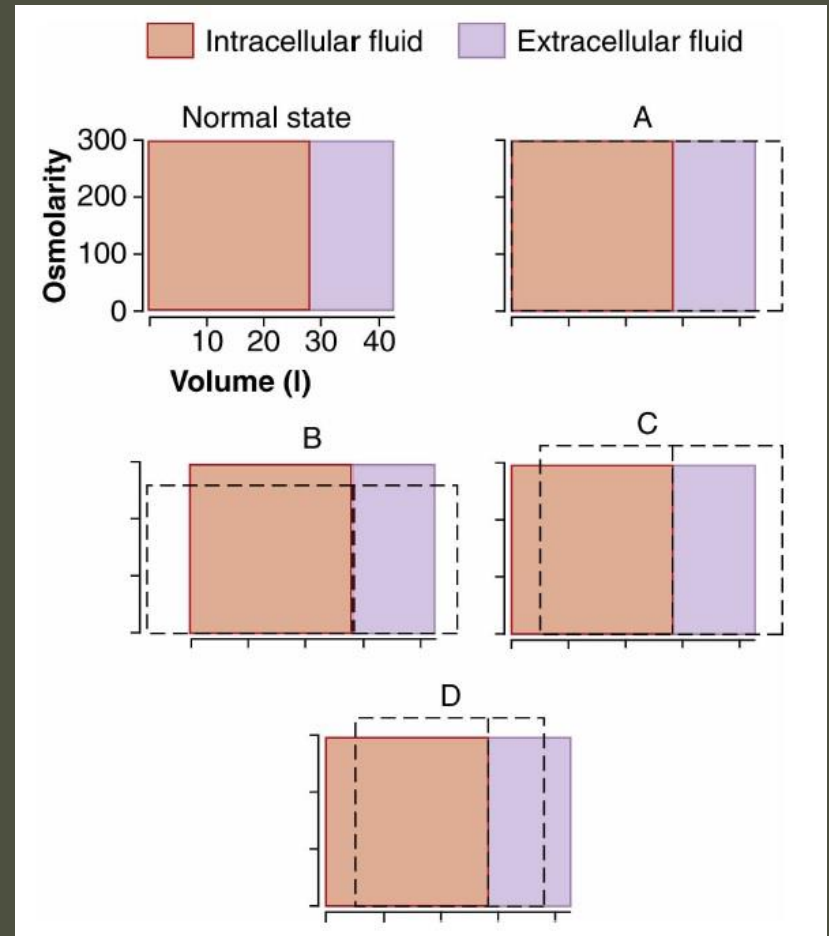 Intracellular fluid
Extracellular fluid
Normal state
A
Osmolarity
300
200
100
0
10 20 30 40
Volume (l)
B
C
D